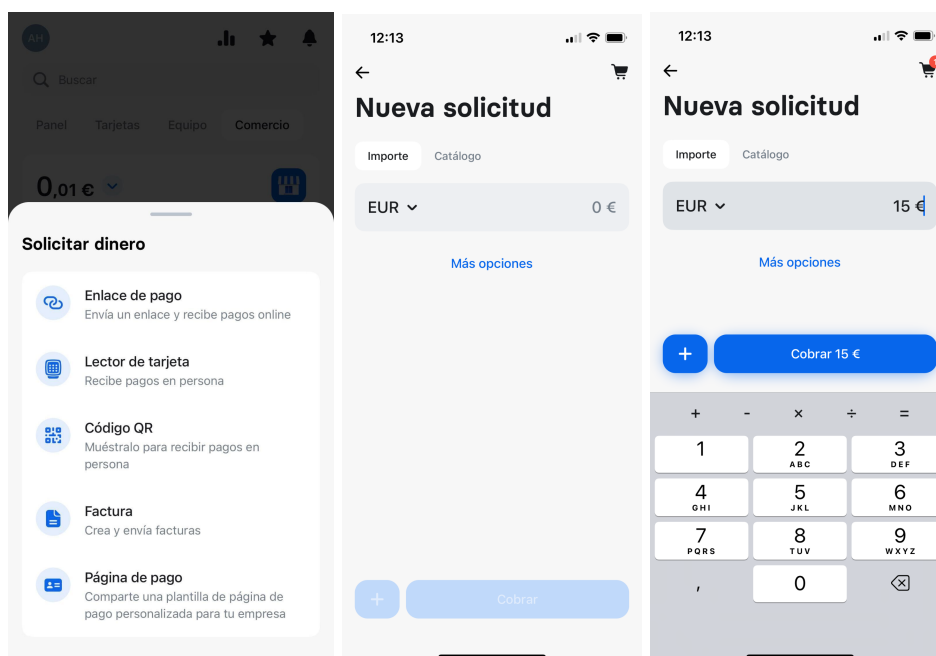 AH
Buscar
Panel Tarjetas Equipo Comercio
0,01 €
Solicitar dinero
Enlace de pago
Envía un enlace y recibe pagos online
Lector de tarjeta
Recibe pagos en persona
Código QR
Muéstralo para recibir pagos en
persona
Factura
Crea y envía facturas
Página de pago
Comparte una plantilla de página de
pago personalizada para tu empresa
12:13
Nueva solicitud
Importe Catálogo
EUR 0 €
Más opciones
+ Cobrar
12:13
Nueva solicitud
Importe Catálogo
EUR 15 €
Más opciones
+ Cobrar 15 €
+ - × ÷ =
1 2 3
ABC DEF
4 5 6
GHI JKL MNO
7 8 9
PQRS TUV WXYZ
, 0